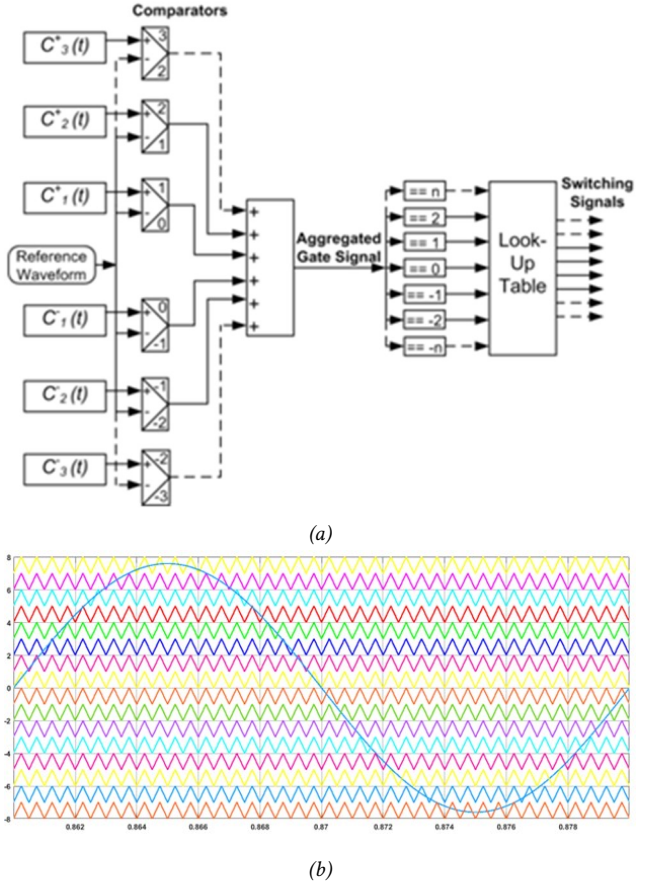 Comparators
C⁺₃(t)
+
-
3
2
C⁺₂(t)
+
-
2
1
C⁺₁(t)
+
-
1
0
Reference
Waveform
C⁻₁(t)
+
-
0
-1
C⁻₂(t)
+
-
-1
-2
C⁻₃(t)
+
-
-2
-3
+
+
+
+
+
+
Aggregated
Gate Signal
== n
== 2
== 1
== 0
== -1
== -2
== -n
Look-
Up
Table
Switching
Signals
(a)
8
6
4
2
0
-2
-4
-6
-8
0.862 0.864 0.866 0.868 0.87 0.872 0.874 0.876 0.878
(b)